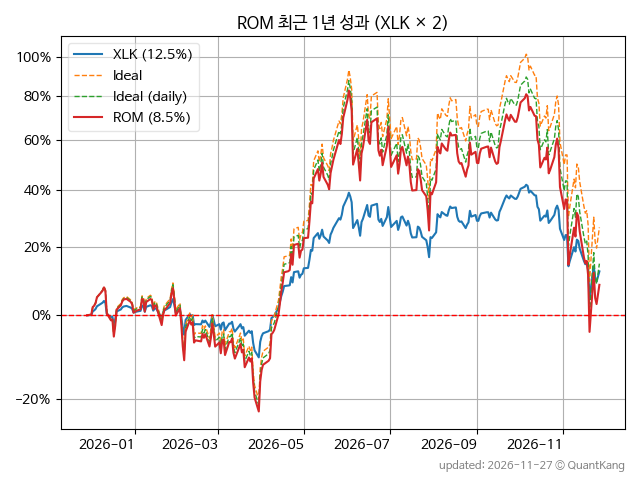 ROM 최근 1년 성과 (XLK × 2)
XLK (12.5%)
Ideal
Ideal (daily)
ROM (8.5%)
100%
80%
60%
40%
20%
0%
−20%
2026-01
2026-03
2026-05
2026-07
2026-09
2026-11
updated: 2026-11-27 © QuantKang